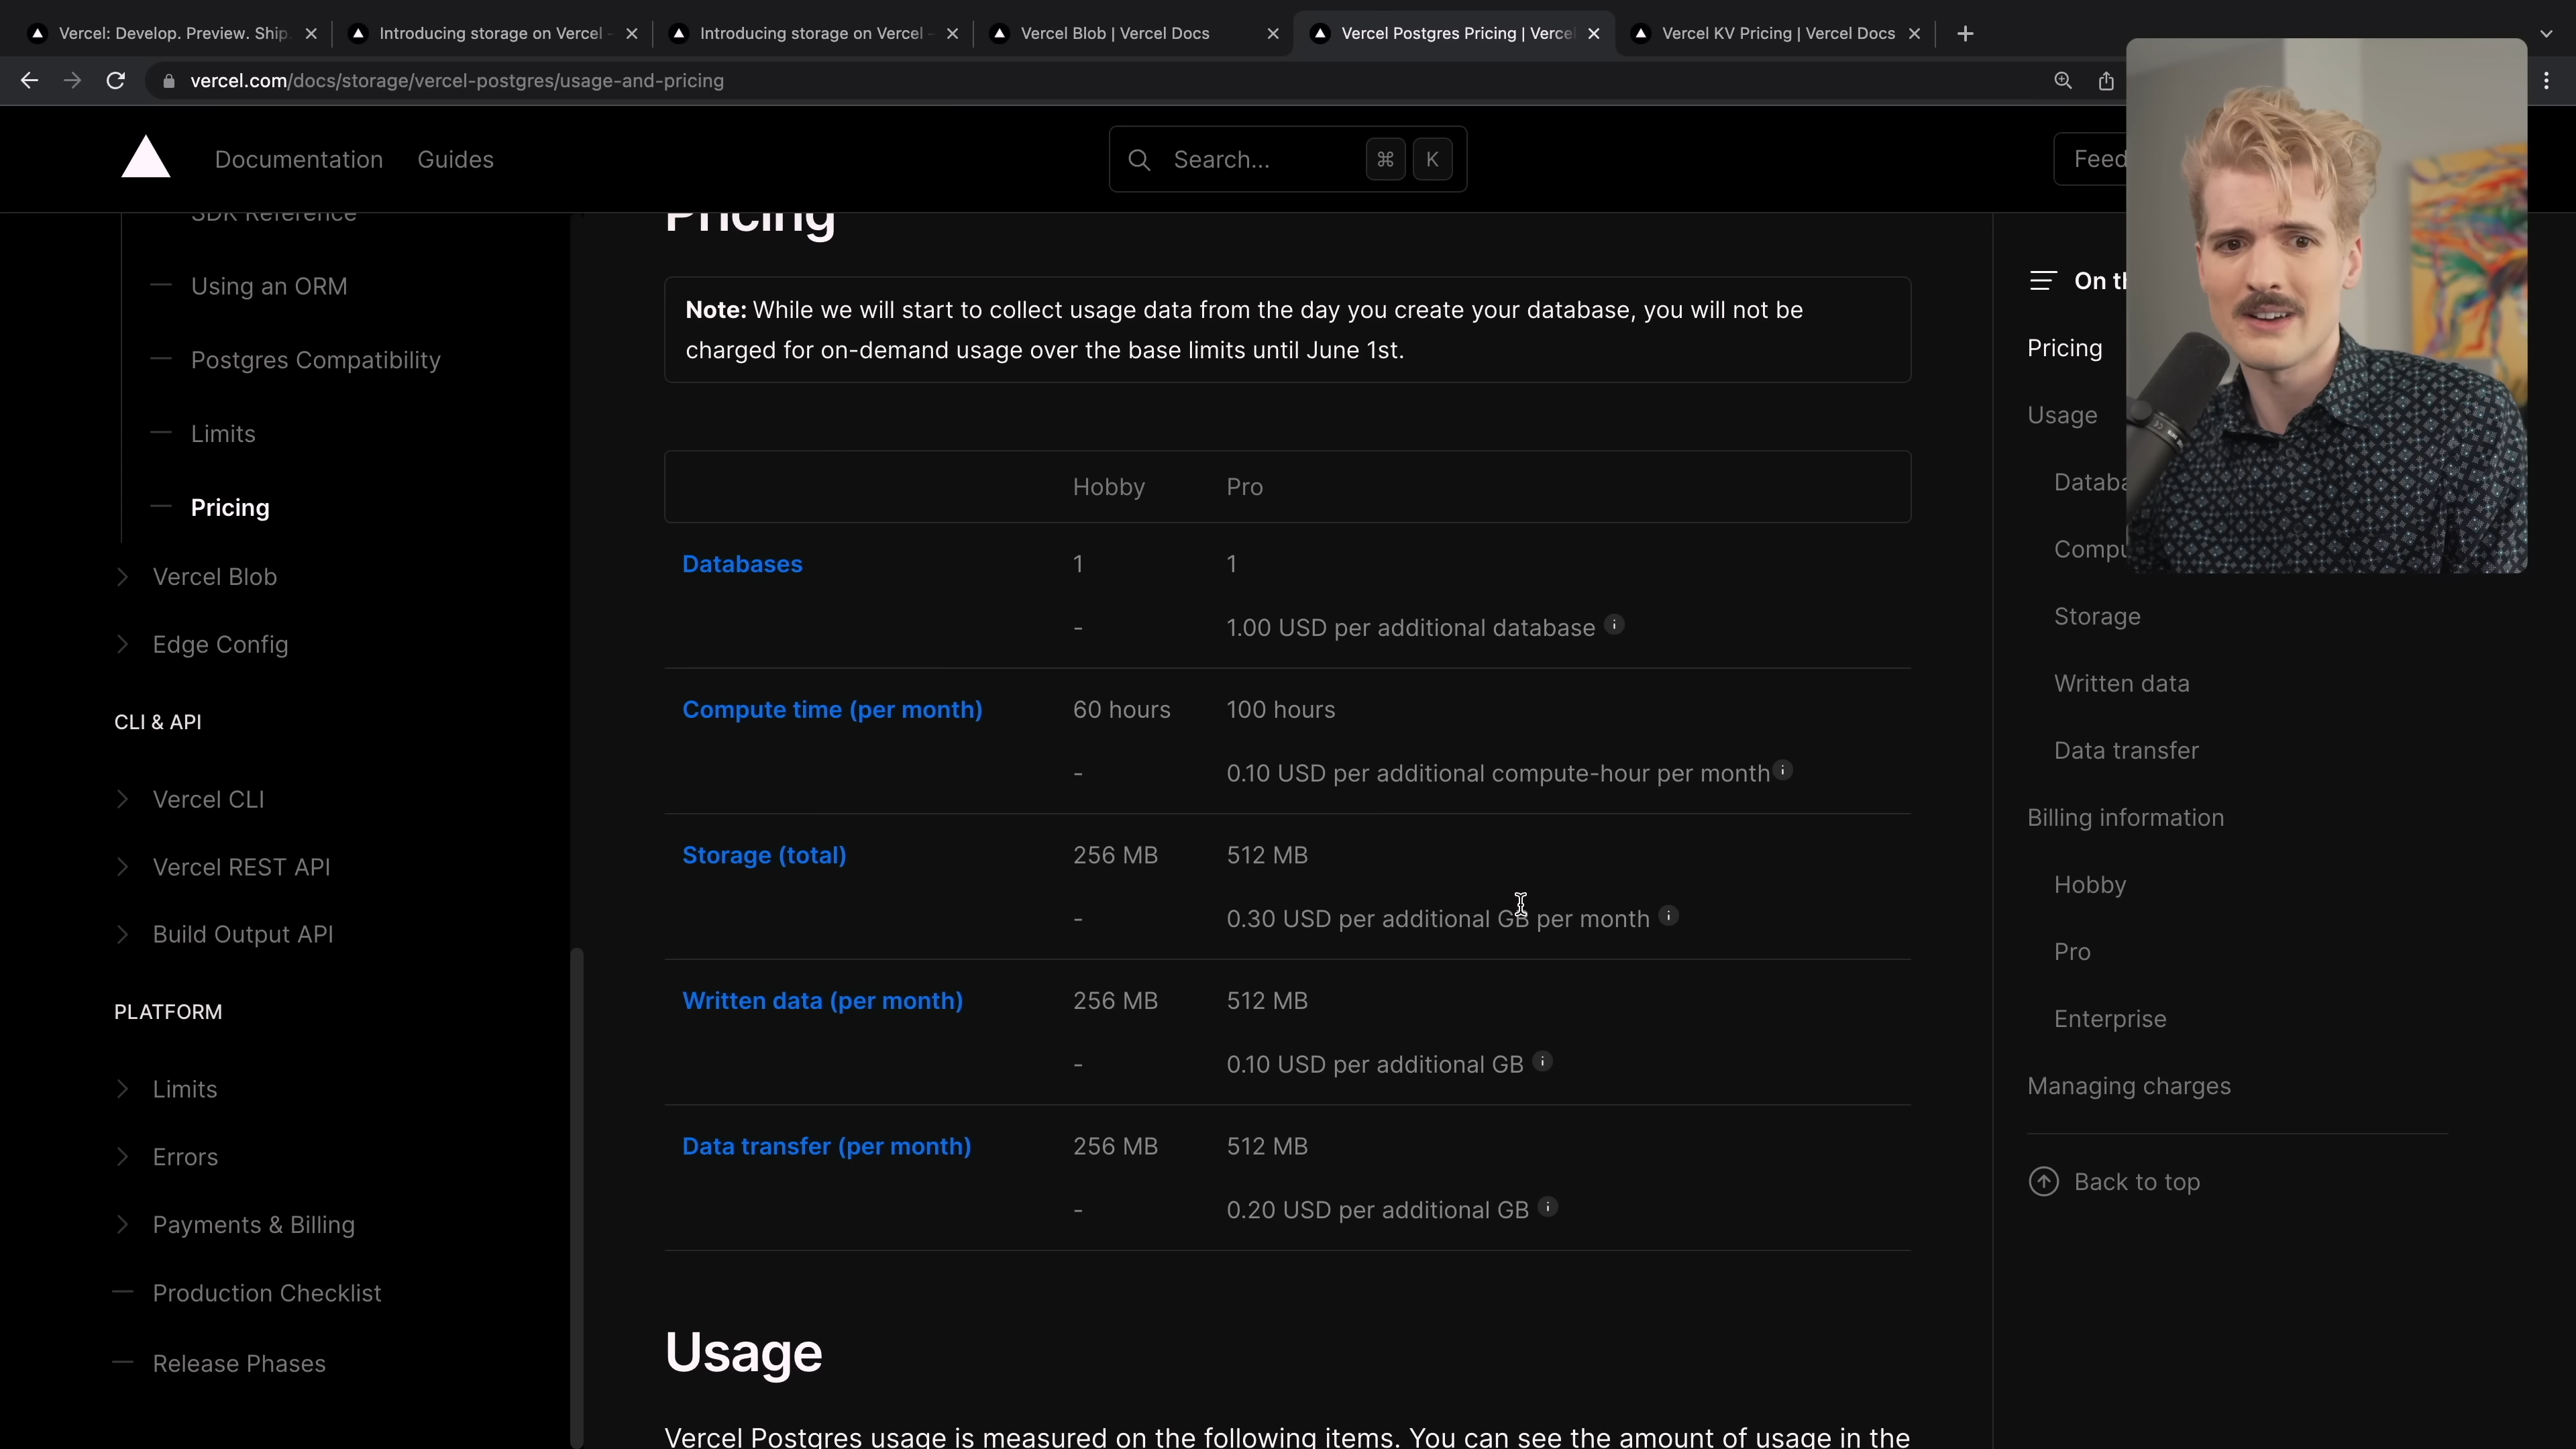 Vercel: Develop. Preview. Ship.
Introducing storage on Vercel -
Introducing storage on Vercel -
Vercel Blob | Vercel Docs
Vercel Postgres Pricing | Vercel
Vercel KV Pricing | Vercel Docs
vercel.com/docs/storage/vercel-postgres/usage-and-pricing
Documentation
Guides
Search...
⌘
K
Feed
SDK Reference
Using an ORM
Postgres Compatibility
Limits
Pricing
Vercel Blob
Edge Config
CLI & API
Vercel CLI
Vercel REST API
Build Output API
PLATFORM
Limits
Errors
Payments & Billing
Production Checklist
Release Phases
Pricing
Note: While we will start to collect usage data from the day you create your database, you will not be
charged for on-demand usage over the base limits until June 1st.
Hobby Pro
Databases 1 1
- 1.00 USD per additional database
Compute time (per month) 60 hours 100 hours
- 0.10 USD per additional compute-hour per month
Storage (total) 256 MB 512 MB
- 0.30 USD per additional GB per month
Written data (per month) 256 MB 512 MB
- 0.10 USD per additional GB
Data transfer (per month) 256 MB 512 MB
- 0.20 USD per additional GB
Usage
Vercel Postgres usage is measured on the following items. You can see the amount of usage in the
On th
Pricing
Usage
Databa
Compu
Storage
Written data
Data transfer
Billing information
Hobby
Pro
Enterprise
Managing charges
Back to top